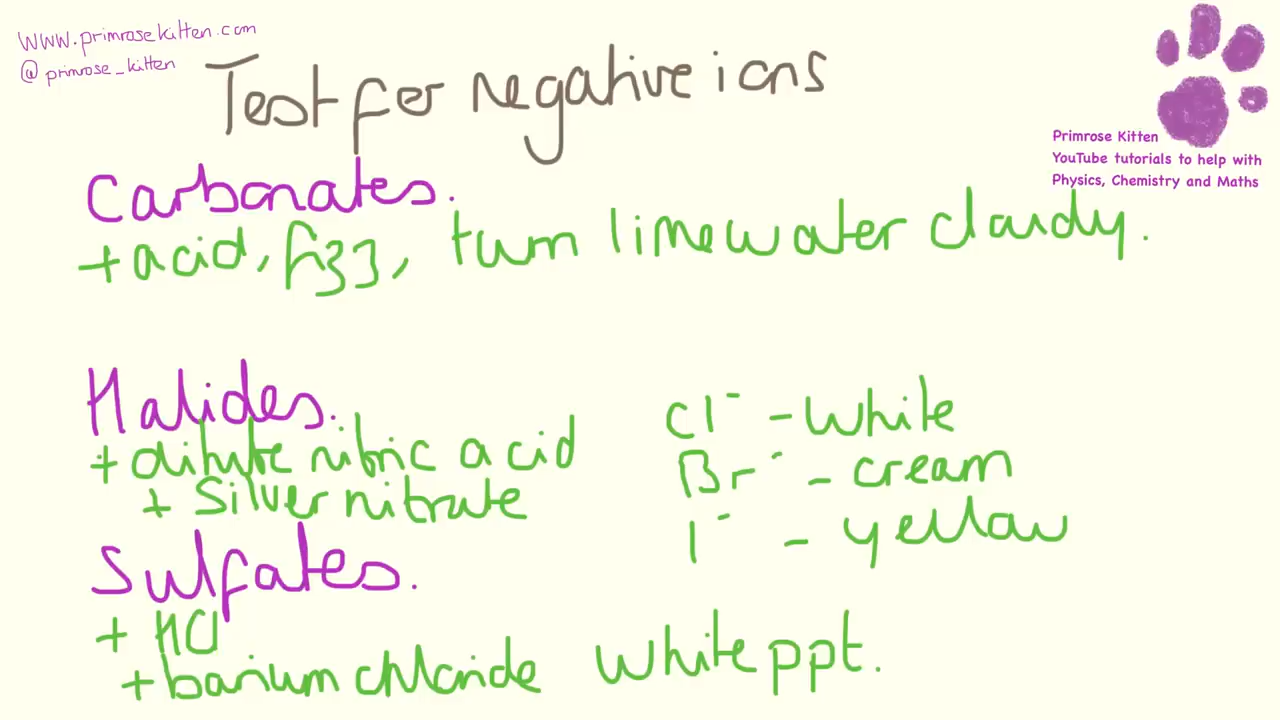 www.primrosekitten.com
@primrose_kitten
Test for negative ions
Primrose Kitten
YouTube tutorials to help with
Physics, Chemistry and Maths
Carbonates.
+ acid, fizz, turn limewater cloudy.
Halides.
+ dilute nitric acid
+ silver nitrate
Cl⁻ - white
Br⁻ - cream
I⁻ - yellow
Sulfates.
+ HCl
+ barium chloride white ppt.